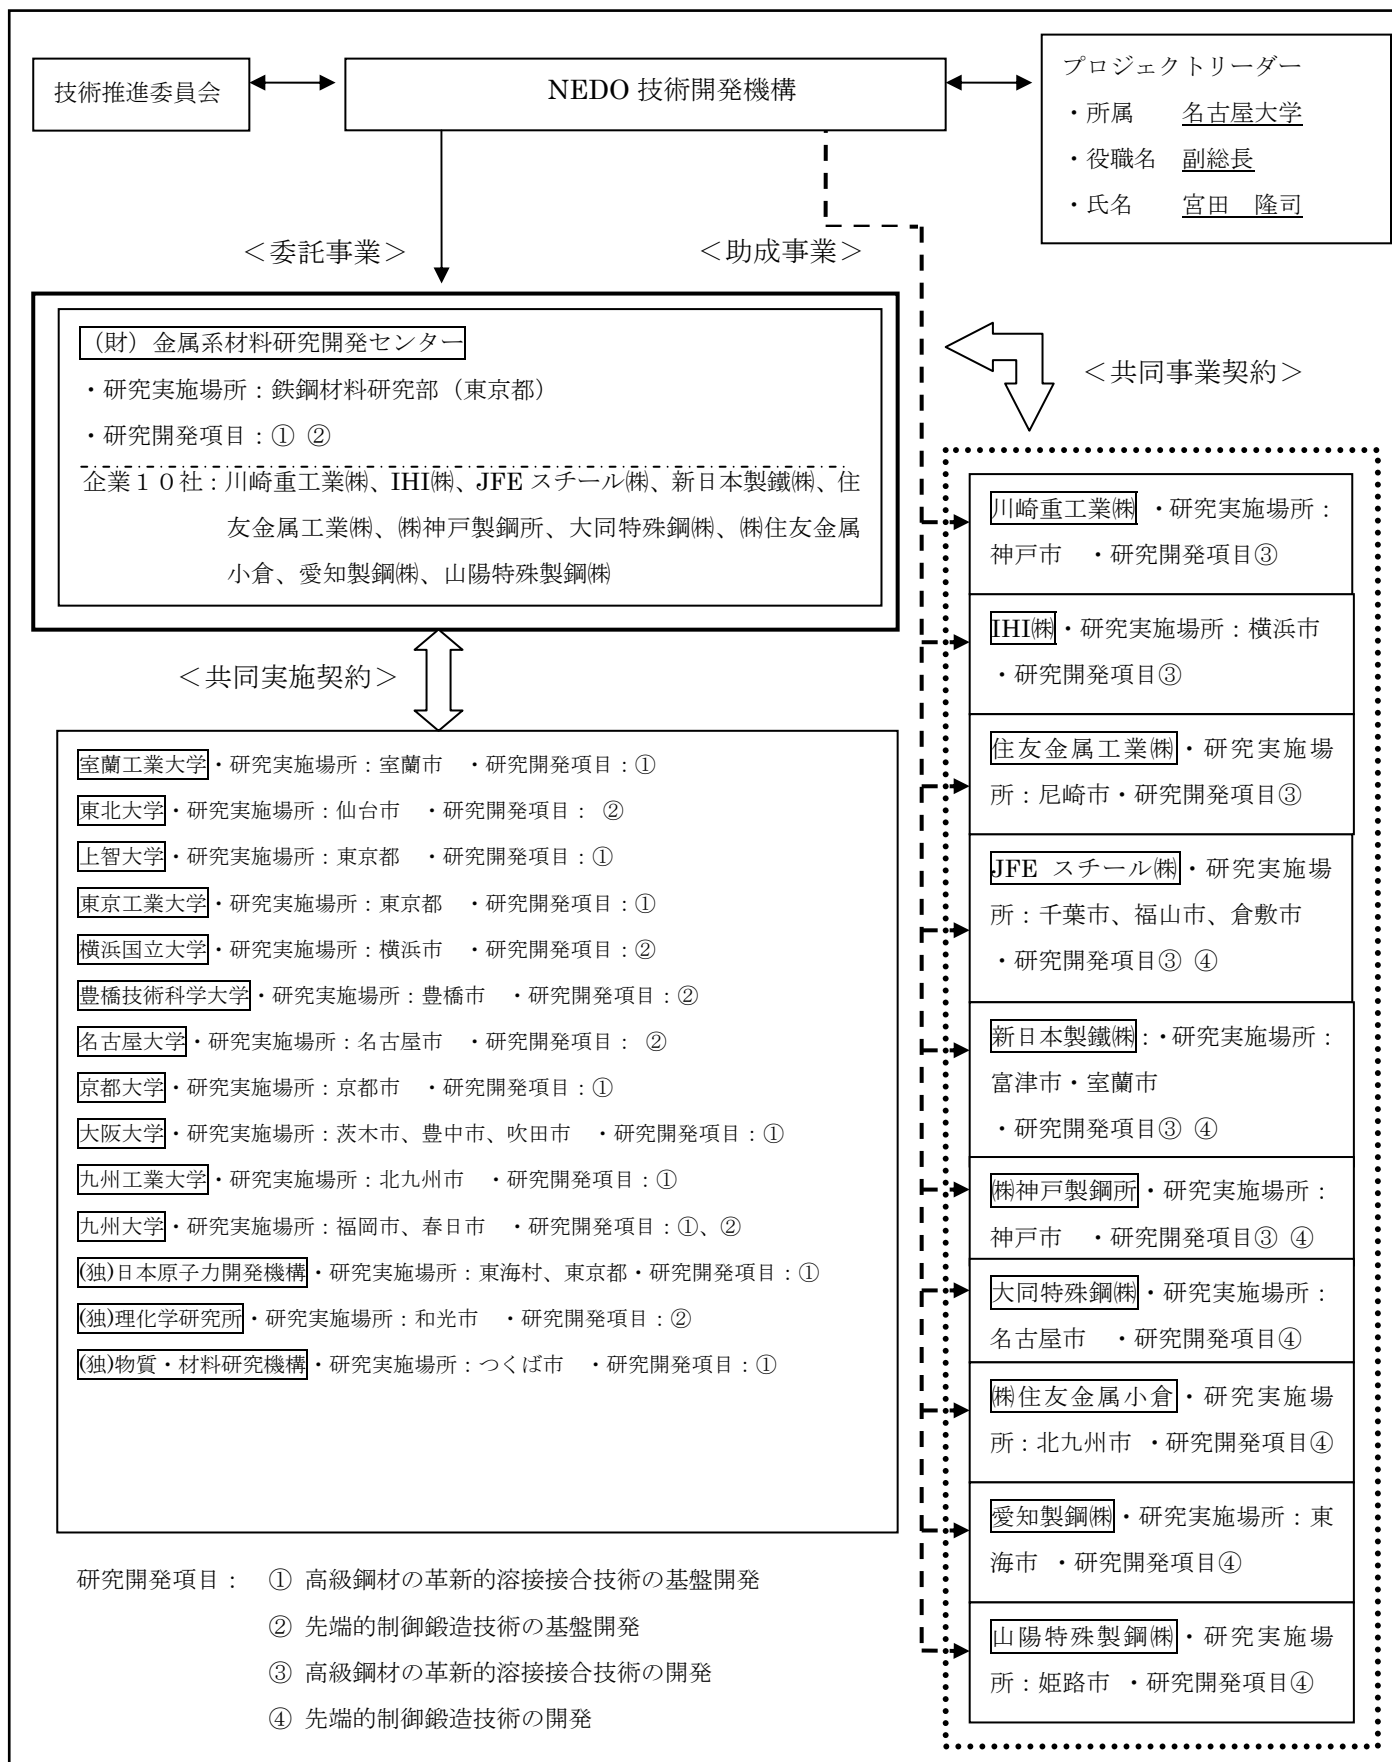 技術推進委員会
NEDO 技術開発機構
プロジェクトリーダー
・所属　名古屋大学
・役職名　副総長
・氏名　宮田　隆司
＜委託事業＞
＜助成事業＞
（財）金属系材料研究開発センター
・研究実施場所：鉄鋼材料研究部（東京都）
・研究開発項目：① ②
企業１０社：川崎重工業㈱、IHI㈱、JFE スチール㈱、新日本製鐵㈱、住
友金属工業㈱、㈱神戸製鋼所、大同特殊鋼㈱、㈱住友金属
小倉、愛知製鋼㈱、山陽特殊製鋼㈱
＜共同事業契約＞
＜共同実施契約＞
室蘭工業大学・研究実施場所：室蘭市　・研究開発項目：①
東北大学・研究実施場所：仙台市　・研究開発項目： ②
上智大学・研究実施場所：東京都　・研究開発項目：①
東京工業大学・研究実施場所：東京都　・研究開発項目：①
横浜国立大学・研究実施場所：横浜市　・研究開発項目：②
豊橋技術科学大学・研究実施場所：豊橋市　・研究開発項目：②
名古屋大学・研究実施場所：名古屋市　・研究開発項目： ②
京都大学・研究実施場所：京都市　・研究開発項目：①
大阪大学・研究実施場所：茨木市、豊中市、吹田市　・研究開発項目：①
九州工業大学・研究実施場所：北九州市　・研究開発項目：①
九州大学・研究実施場所：福岡市、春日市　・研究開発項目：①、②
(独)日本原子力開発機構・研究実施場所：東海村、東京都・研究開発項目：①
(独)理化学研究所・研究実施場所：和光市　・研究開発項目：②
(独)物質・材料研究機構・研究実施場所：つくば市　・研究開発項目：①
川崎重工業㈱　・研究実施場所：
神戸市　・研究開発項目③
IHI㈱・研究実施場所：横浜市
・研究開発項目③
住友金属工業㈱・研究実施場
所：尼崎市・研究開発項目③
JFE スチール㈱・研究実施場
所：千葉市、福山市、倉敷市
・研究開発項目③ ④
新日本製鐵㈱：・研究実施場所：
富津市・室蘭市
・研究開発項目③ ④
㈱神戸製鋼所・研究実施場所：
神戸市　・研究開発項目③ ④
大同特殊鋼㈱・研究実施場所：
名古屋市　・研究開発項目④
㈱住友金属小倉・研究実施場
所：北九州市 ・研究開発項目④
愛知製鋼㈱・研究実施場所：東
海市 ・研究開発項目④
山陽特殊製鋼㈱・研究実施場
所：姫路市 ・研究開発項目④
研究開発項目：　① 高級鋼材の革新的溶接接合技術の基盤開発
② 先端的制御鍛造技術の基盤開発
③ 高級鋼材の革新的溶接接合技術の開発
④ 先端的制御鍛造技術の開発